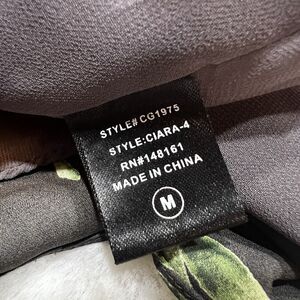 STYLE# CG1975
STYLE:CIARA-4
RN#148161
MADE IN CHINA
M